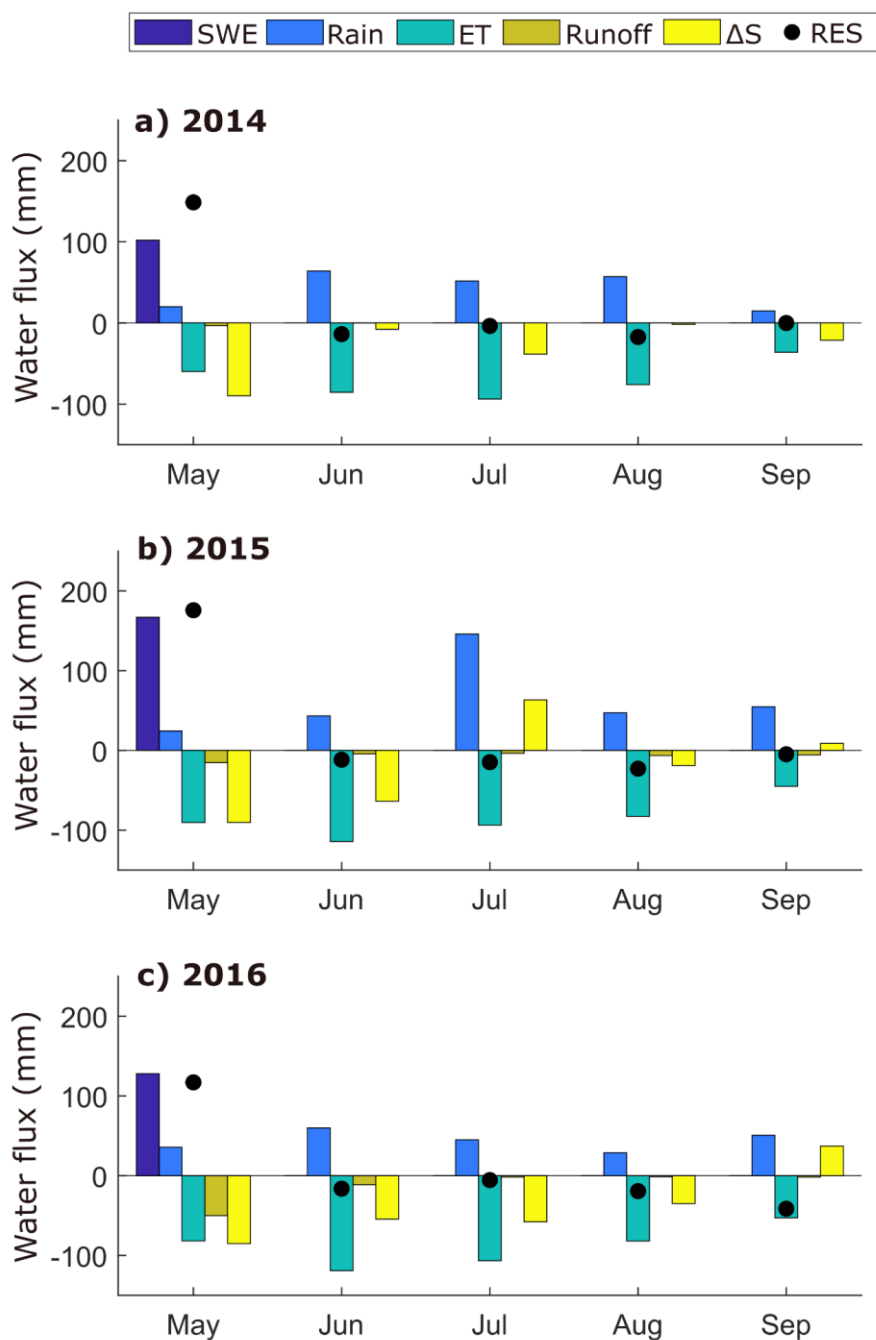 SWE Rain ET Runoff ΔS RES
a) 2014
Water flux (mm)
200
100
0
-100
May Jun Jul Aug Sep
b) 2015
Water flux (mm)
200
100
0
-100
May Jun Jul Aug Sep
c) 2016
Water flux (mm)
200
100
0
-100
May Jun Jul Aug Sep